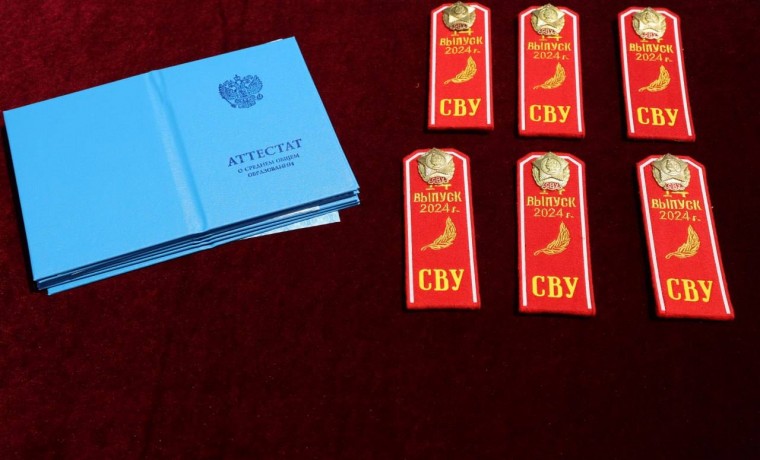 АТТЕСТАТ
О СРЕДНЕМ ОБЩЕМ
ОБРАЗОВАНИИ
ВЫПУСК
2024 г.
СВУ
ВЫПУСК
2024 г.
СВУ
ВЫПУСК
2024 г.
СВУ
ВЫПУСК
2024 г.
СВУ
ВЫПУСК
2024 г.
СВУ
ВЫПУСК
2024 г.
СВУ